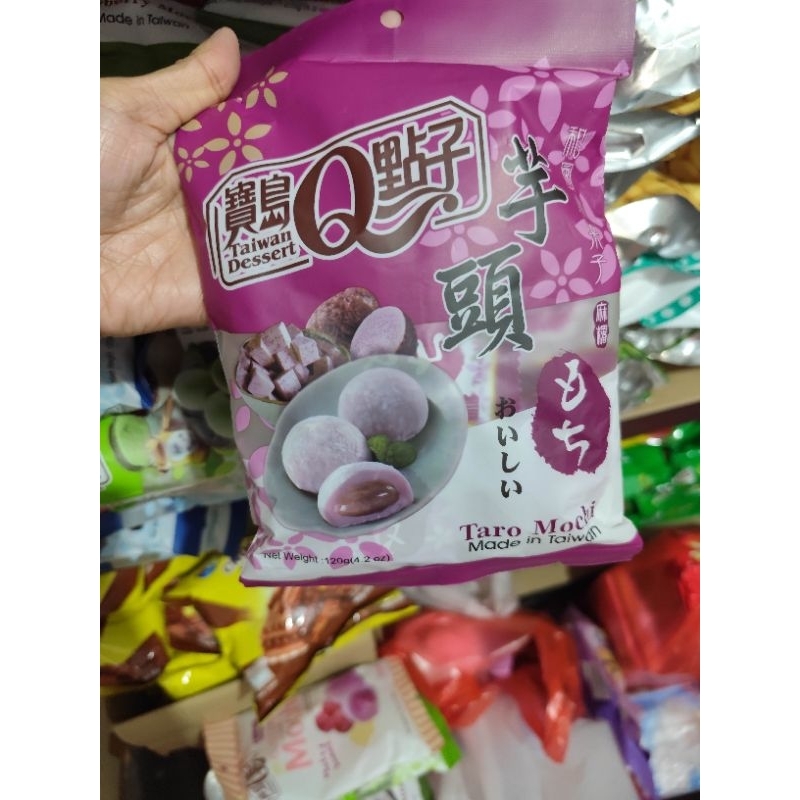 Made in Taiwan
寶島
Q
點子
Taiwan
Dessert
芋頭
麻糬
もち
おいしい
Taro Mochi
Made in Taiwan
Net Weight :120g(4.2 oz)